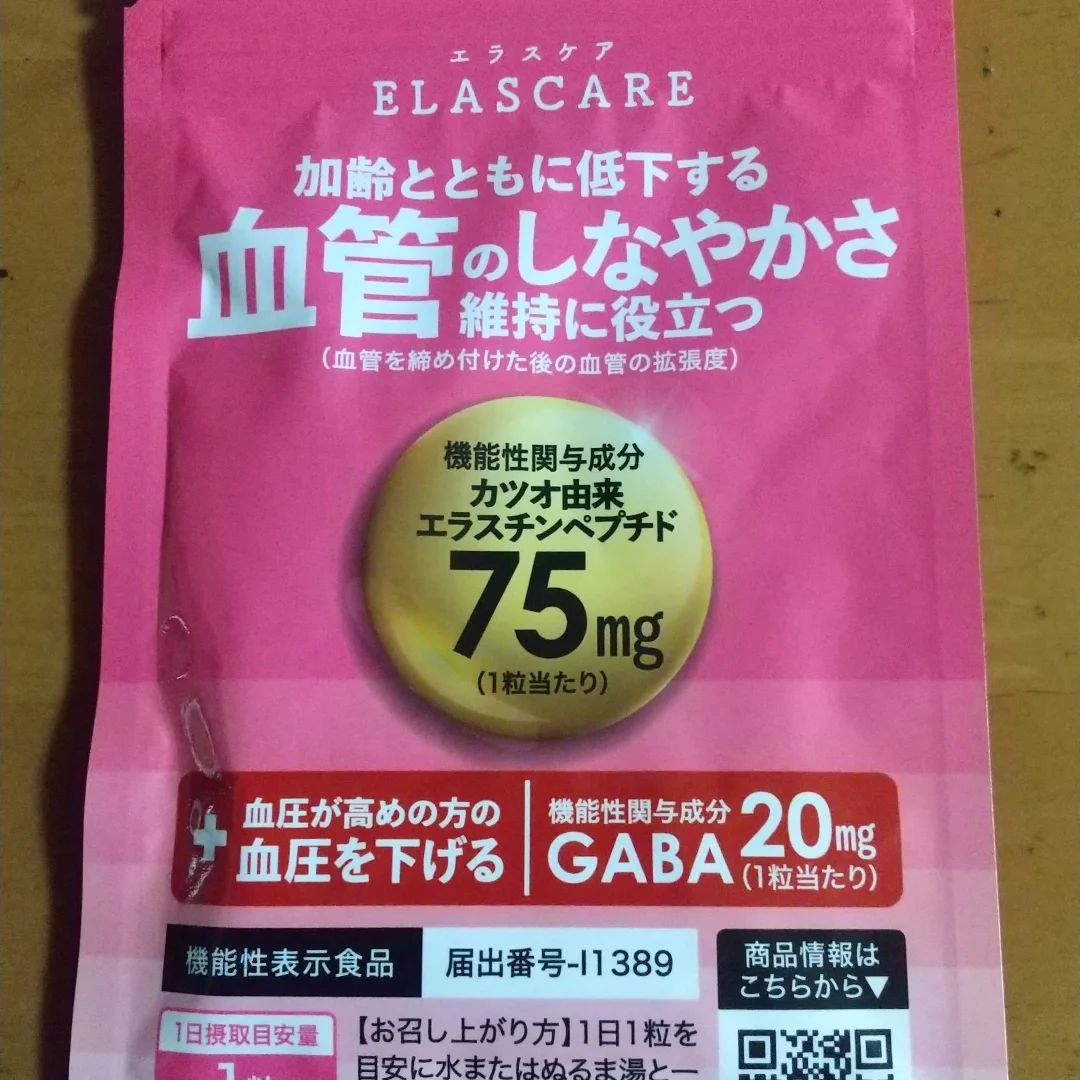 エラスケア
ELASCARE
加齢とともに低下する
血管のしなやかさ
維持に役立つ
（血管を締め付けた後の血管の拡張度）
機能性関与成分
カツオ由来
エラスチンペプチド
75mg
（1粒当たり）
+
血圧が高めの方の
血圧を下げる
機能性関与成分
GABA
20mg
（1粒当たり）
機能性表示食品
届出番号-I1389
商品情報は
こちらから▼
1日摂取目安量
1粒
【お召し上がり方】1日1粒を
目安に水またはぬるま湯と一